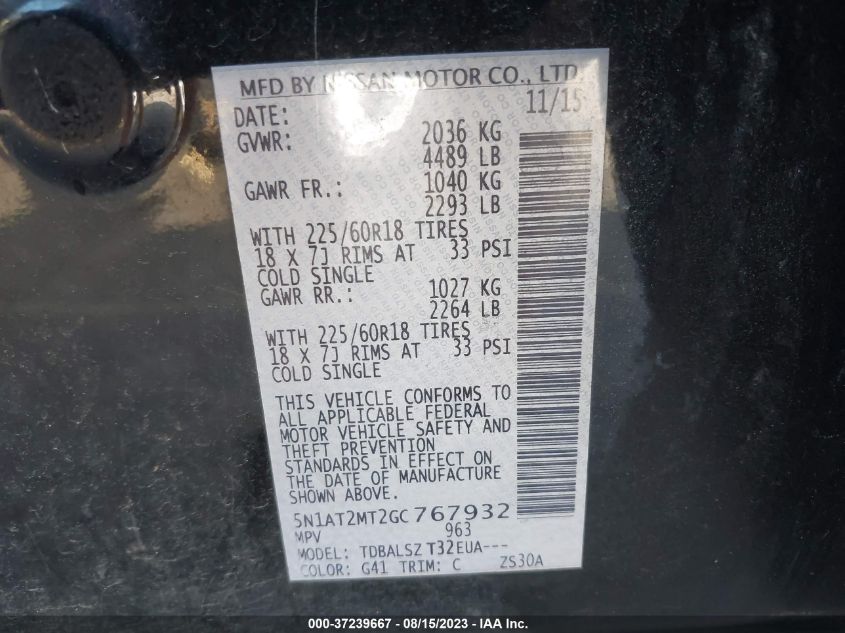 MFD BY NISSAN MOTOR CO., LTD.
DATE: 11/15
GVWR: 2036 KG
4489 LB
GAWR FR.: 1040 KG
2293 LB
WITH 225/60R18 TIRES
18 X 7J RIMS AT 33 PSI
COLD SINGLE
GAWR RR.: 1027 KG
2264 LB
WITH 225/60R18 TIRES
18 X 7J RIMS AT 33 PSI
COLD SINGLE
THIS VEHICLE CONFORMS TO
ALL APPLICABLE FEDERAL
MOTOR VEHICLE SAFETY AND
THEFT PREVENTION
STANDARDS IN EFFECT ON
THE DATE OF MANUFACTURE
SHOWN ABOVE.
5N1AT2MT2GC767932
MPV 963
MODEL: TDBALSZ T32EUA---
COLOR: G41 TRIM: C ZS30A
000-37239667 - 08/15/2023 - IAA Inc.